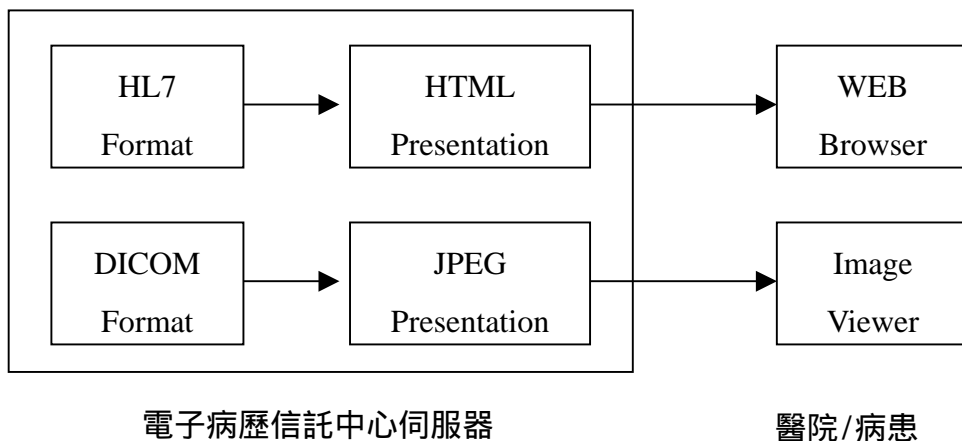 HL7
Format
HTML
Presentation
WEB
Browser
DICOM
Format
JPEG
Presentation
Image
Viewer
電子病歷信託中心伺服器
醫院/病患